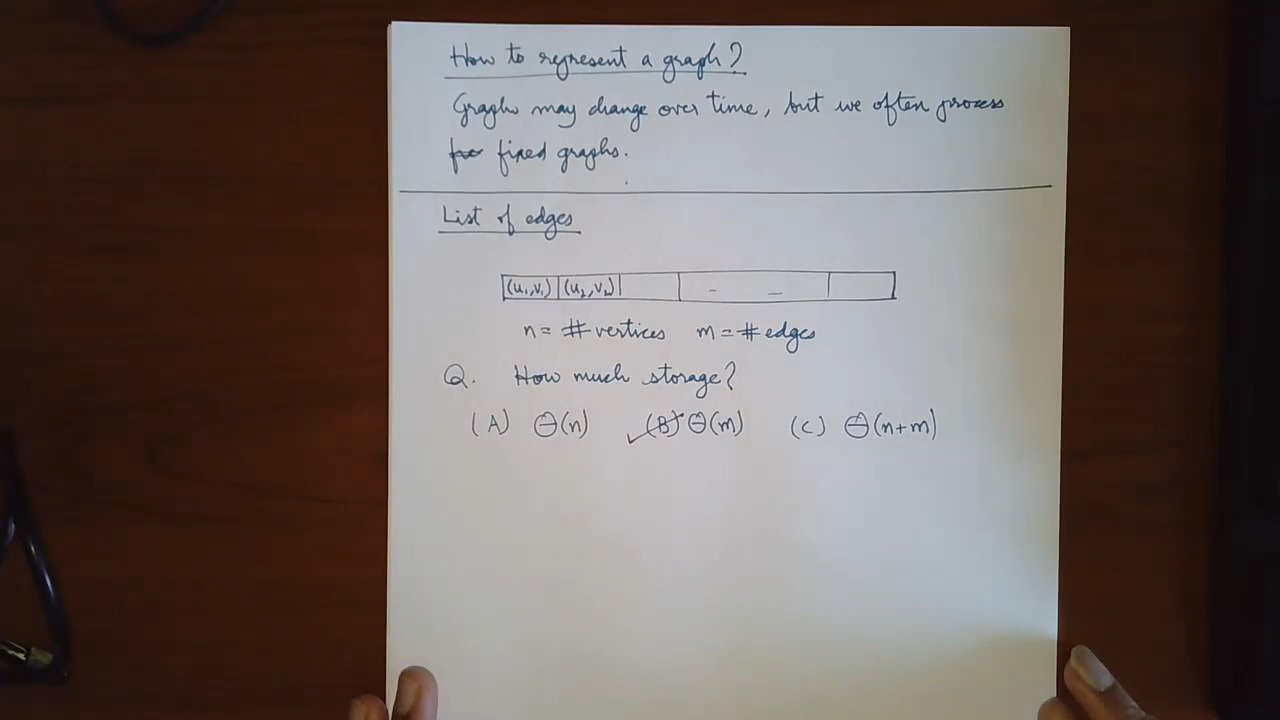 How to represent a graph?
Graphs may change over time, but we often process
fixed graphs.
List of edges
(u₁,v₁) (u₂,v₂) _ _
n = # vertices m = # edges
Q. How much storage?
(A) Θ(n) ✓(B) Θ(m) (C) Θ(n+m)